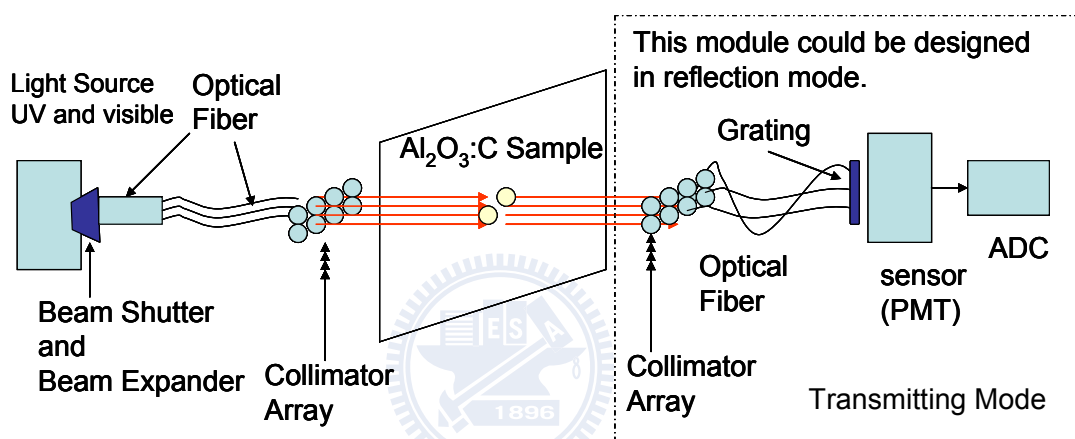 This module could be designed
in reflection mode.
Light Source
UV and visible
Optical
Fiber
Al₂O₃:C Sample
Grating
Beam Shutter
and
Beam Expander
Collimator
Array
Collimator
Array
Optical
Fiber
sensor
(PMT)
ADC
Transmitting Mode
E S A
1896